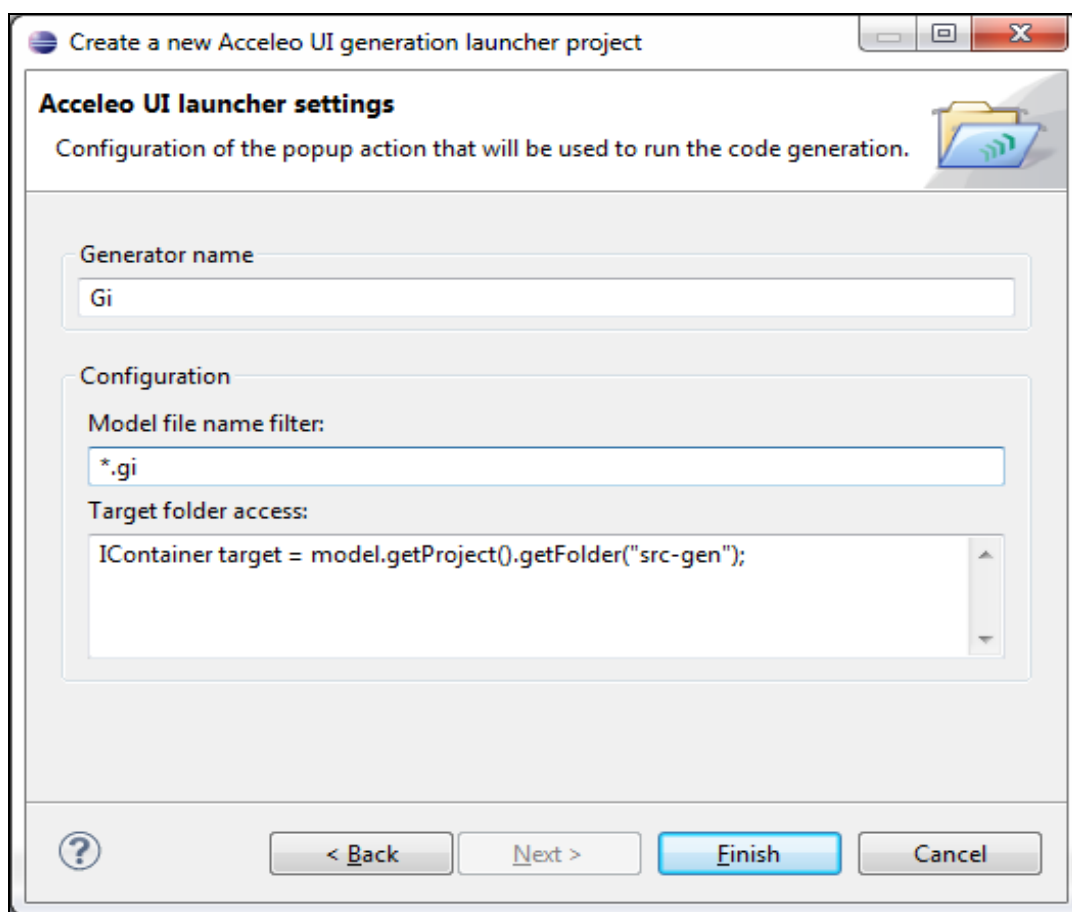 Create a new Acceleo UI generation launcher project
Acceleo UI launcher settings
Configuration of the popup action that will be used to run the code generation.
Generator name
Gi
Configuration
Model file name filter:
*.gi
Target folder access:
IContainer target = model.getProject().getFolder("src-gen");
< Back
Next >
Finish
Cancel